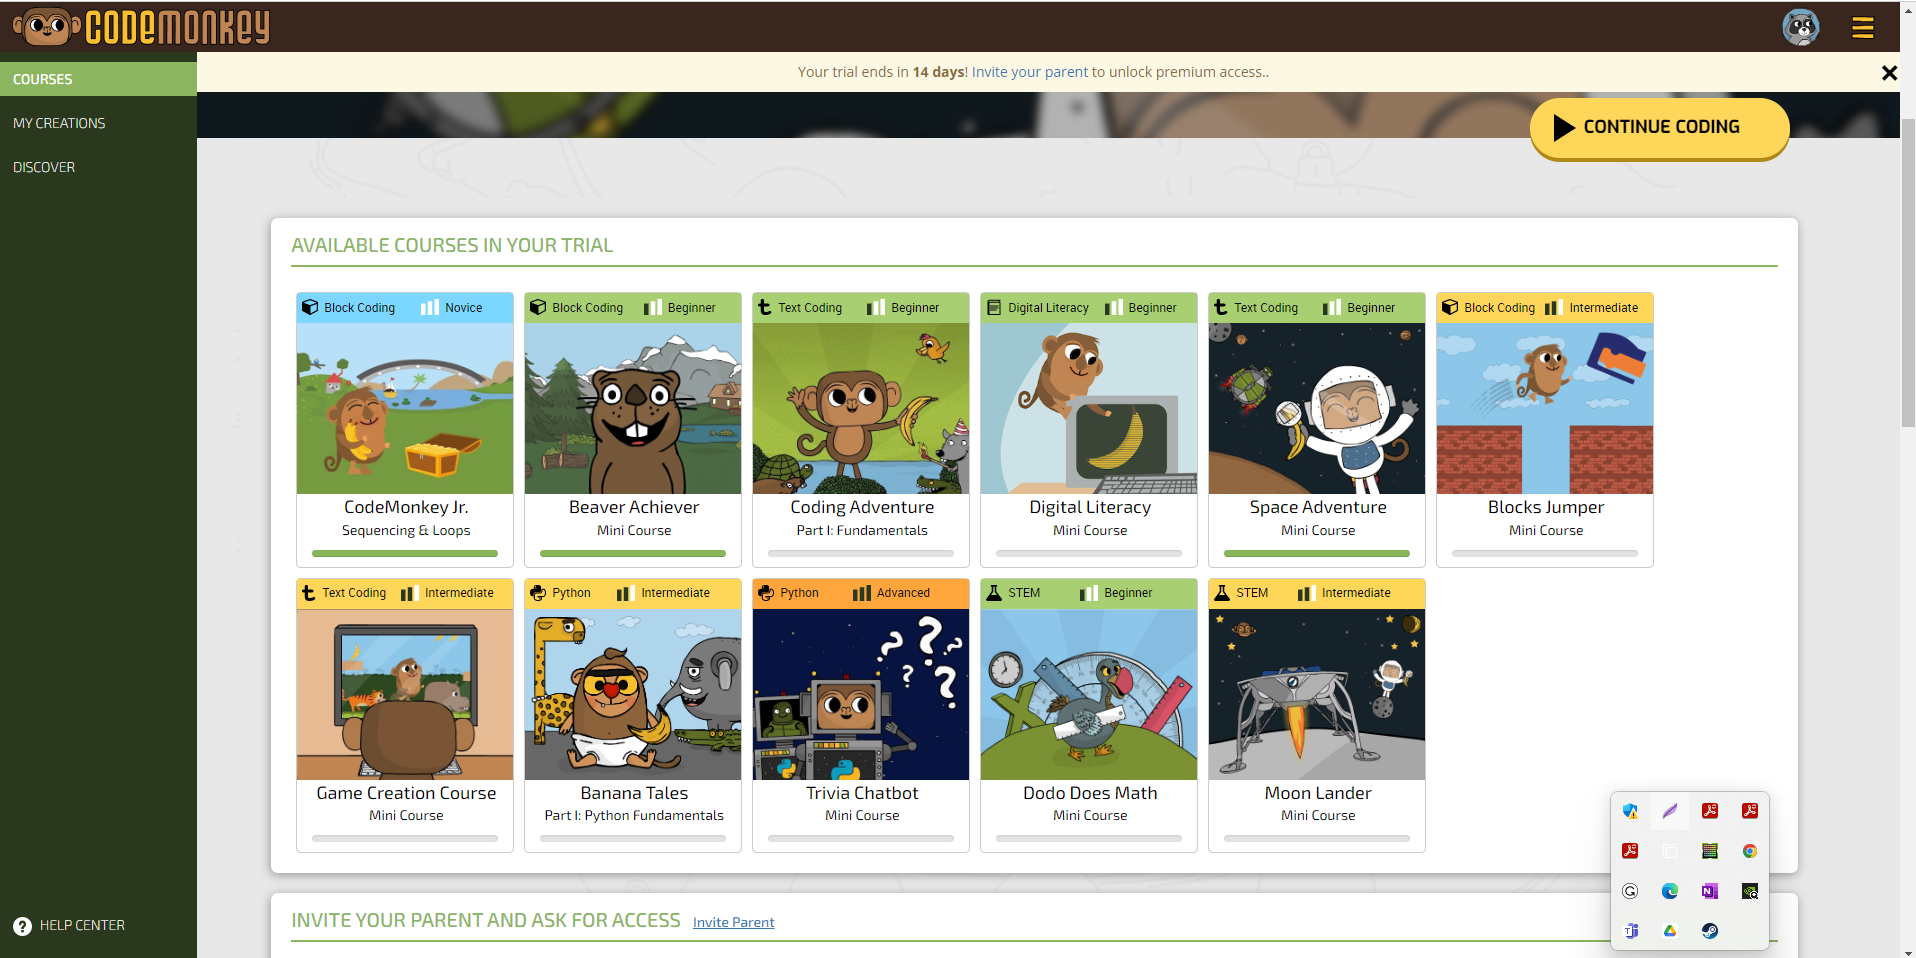 CODEMONKEY
Your trial ends in 14 days! Invite your parent to unlock premium access..
COURSES
MY CREATIONS
DISCOVER
CONTINUE CODING
AVAILABLE COURSES IN YOUR TRIAL
Block Coding Novice
CodeMonkey Jr.
Sequencing & Loops
Block Coding Beginner
Beaver Achiever
Mini Course
Text Coding Beginner
Coding Adventure
Part I: Fundamentals
Digital Literacy Beginner
Digital Literacy
Mini Course
Text Coding Beginner
Space Adventure
Mini Course
Block Coding Intermediate
Blocks Jumper
Mini Course
Text Coding Intermediate
Game Creation Course
Mini Course
Python Intermediate
Banana Tales
Part I: Python Fundamentals
Python Advanced
Trivia Chatbot
Mini Course
STEM Beginner
Dodo Does Math
Mini Course
STEM Intermediate
Moon Lander
Mini Course
INVITE YOUR PARENT AND ASK FOR ACCESS Invite Parent
HELP CENTER